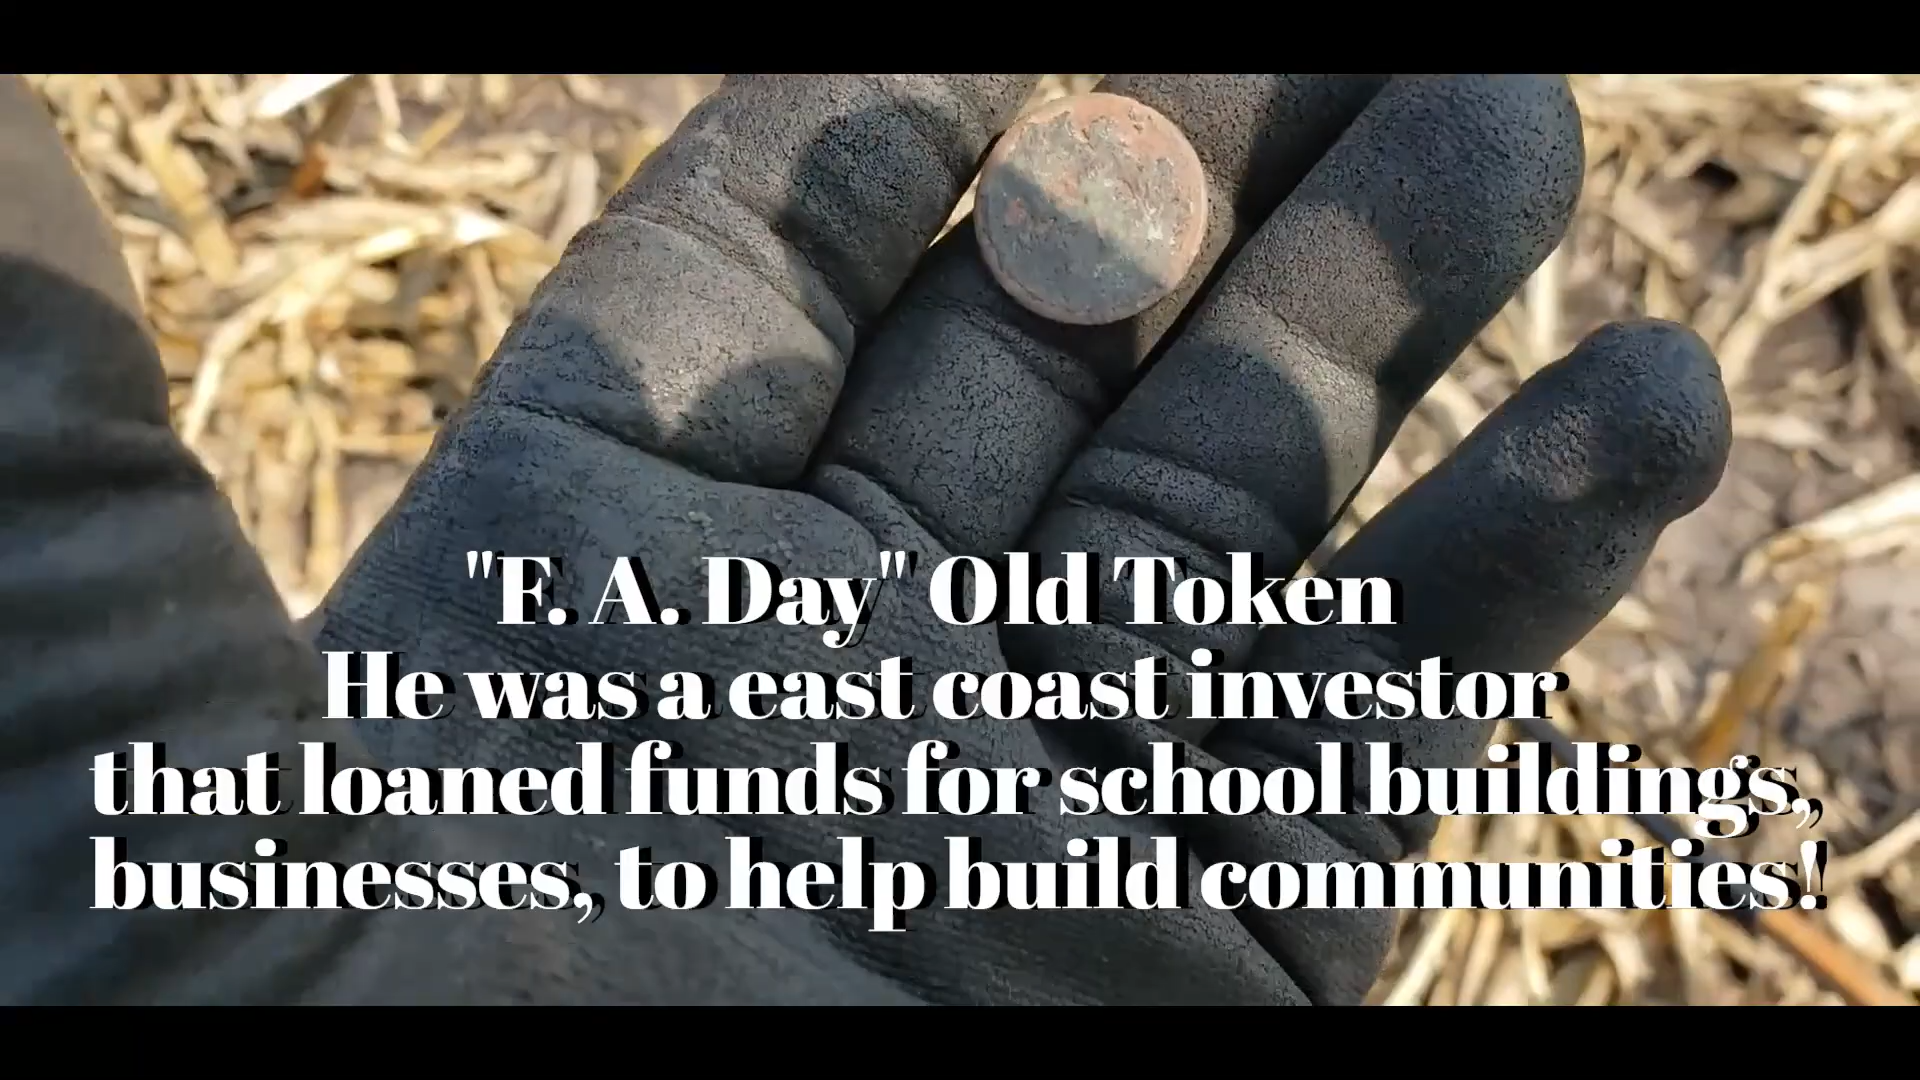 "F. A. Day" Old Token
He was a east coast investor
that loaned funds for school buildings,
businesses, to help build communities!